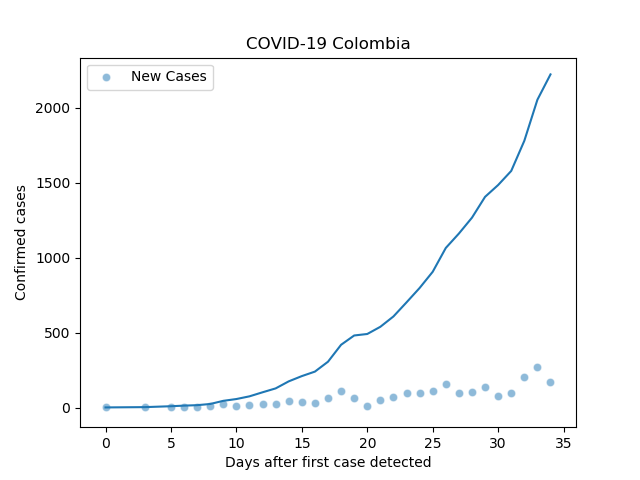 COVID-19 Colombia
New Cases
Confirmed cases
2000
1500
1000
500
0
0 5 10 15 20 25 30 35
Days after first case detected